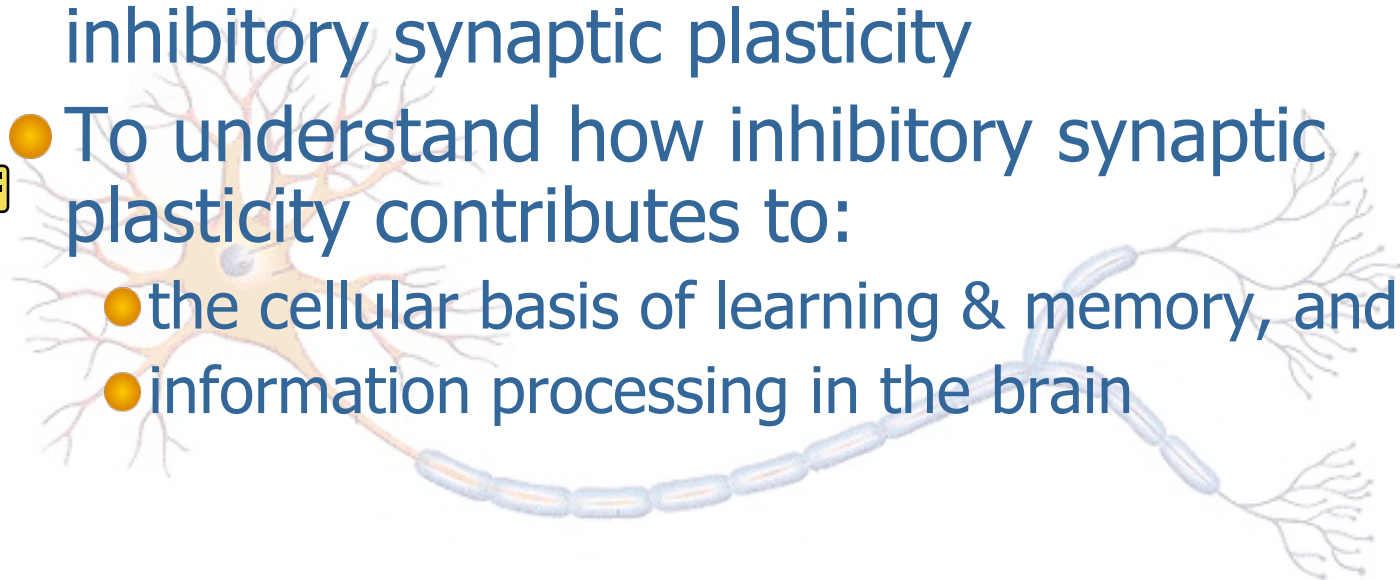 inhibitory synaptic plasticity
To understand how inhibitory synaptic
plasticity contributes to:
the cellular basis of learning & memory, and
information processing in the brain